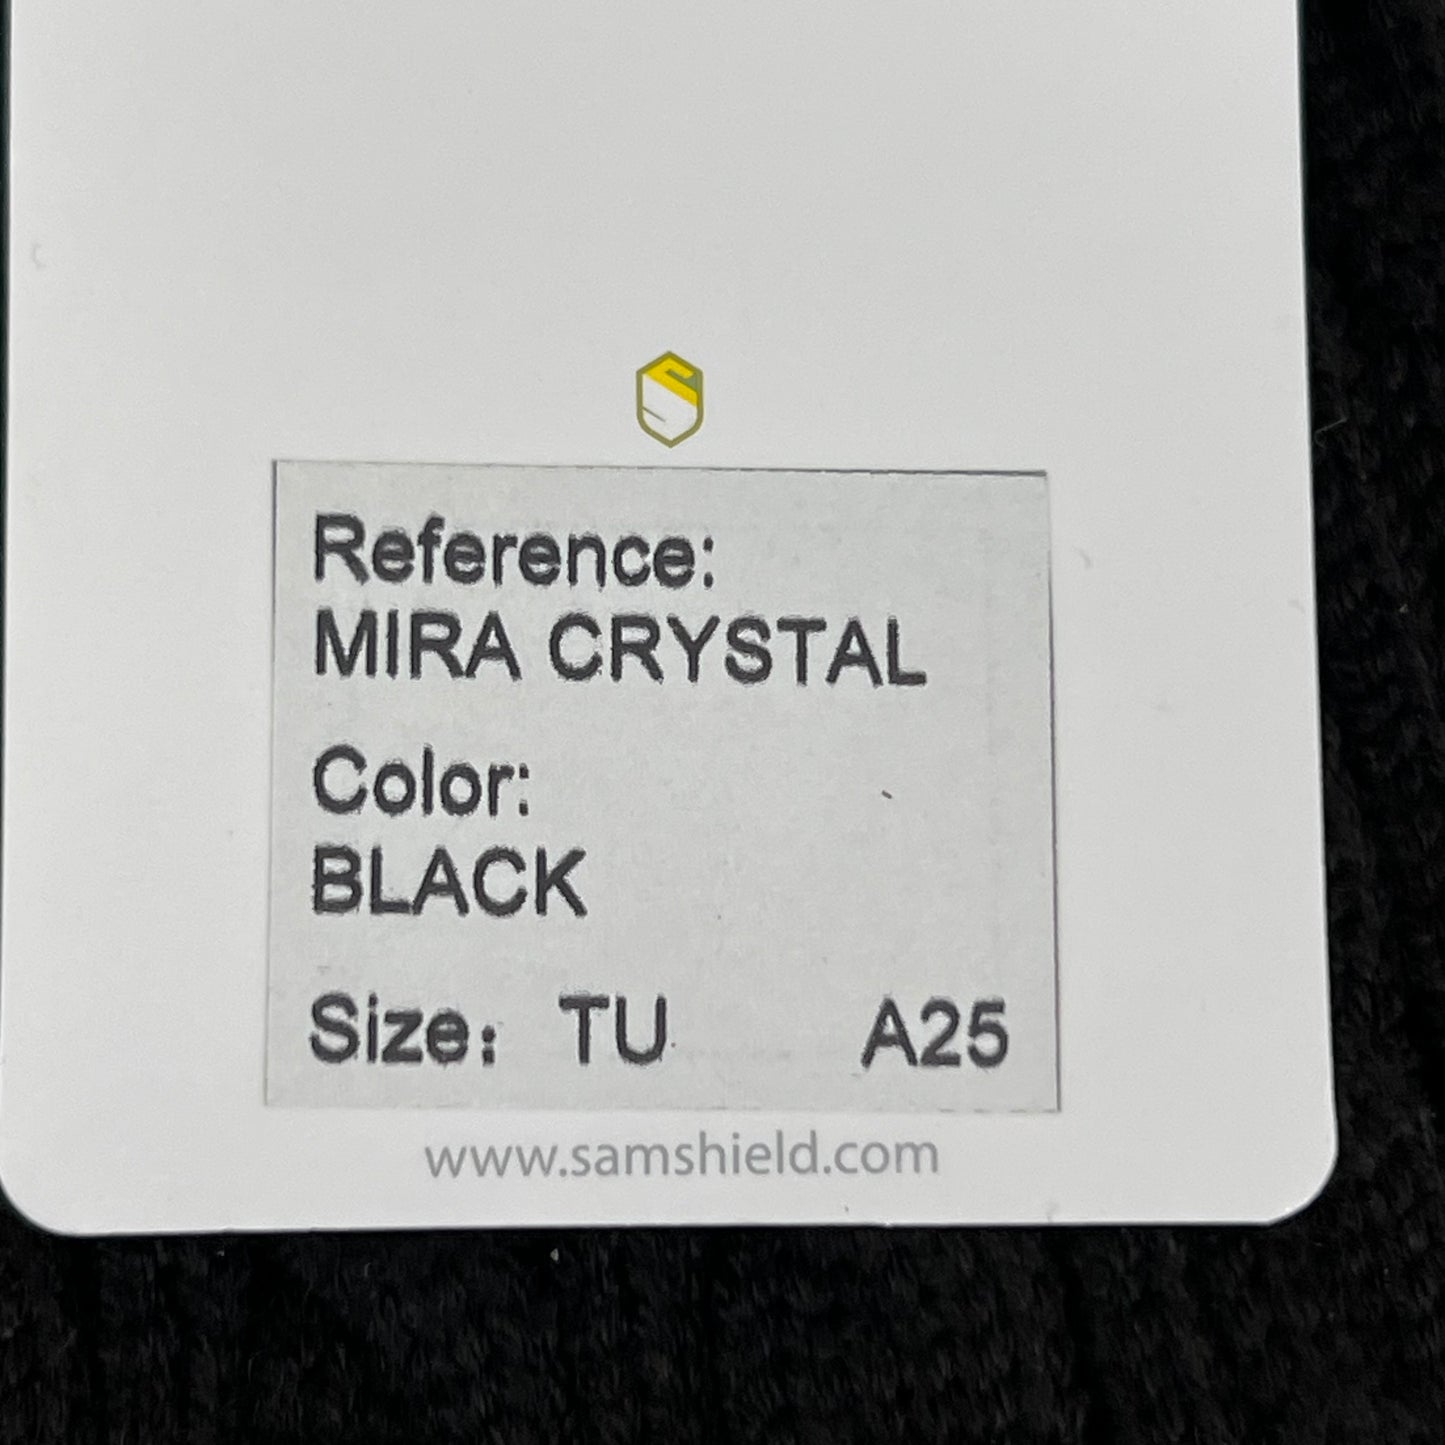 Reference:
MIRA CRYSTAL
Color:
BLACK
Size: TU A25
www.samshield.com